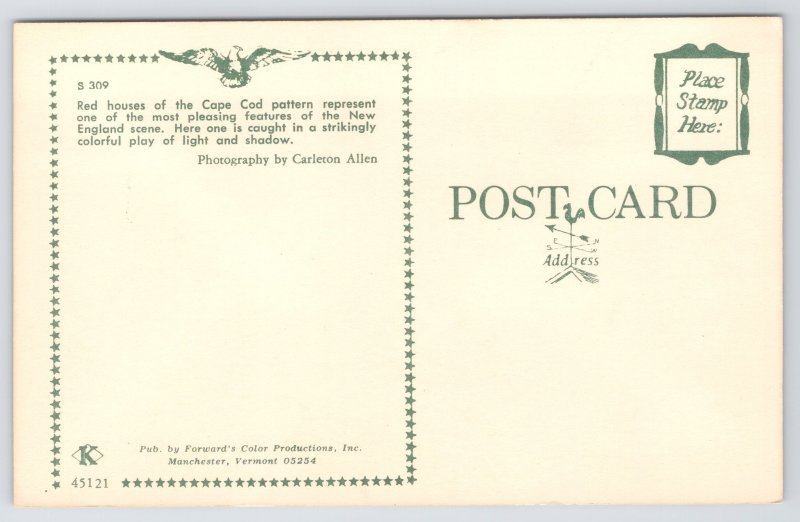 S 309
Red houses of the Cape Cod pattern represent
one of the most pleasing features of the New
England scene. Here one is caught in a strikingly
colorful play of light and shadow.
Photography by Carleton Allen
K
Pub. by Forward's Color Productions, Inc.
Manchester, Vermont 05254
45121
Place
Stamp
Here:
POST CARD
E N
S W
Address